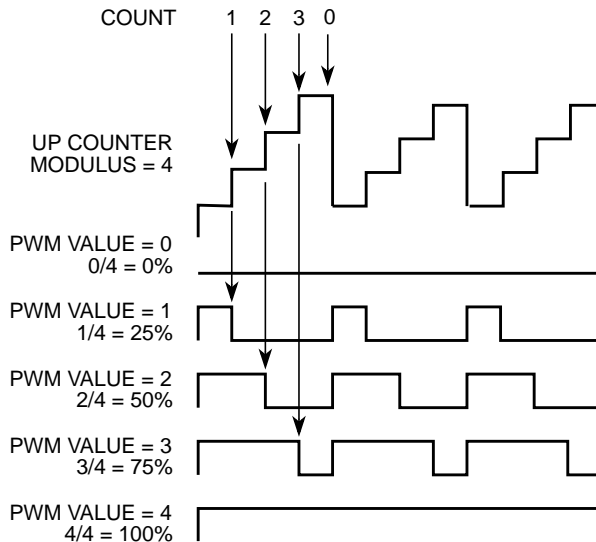 COUNT 1 2 3 0
UP COUNTER
MODULUS = 4
PWM VALUE = 0
0/4 = 0%
PWM VALUE = 1
1/4 = 25%
PWM VALUE = 2
2/4 = 50%
PWM VALUE = 3
3/4 = 75%
PWM VALUE = 4
4/4 = 100%